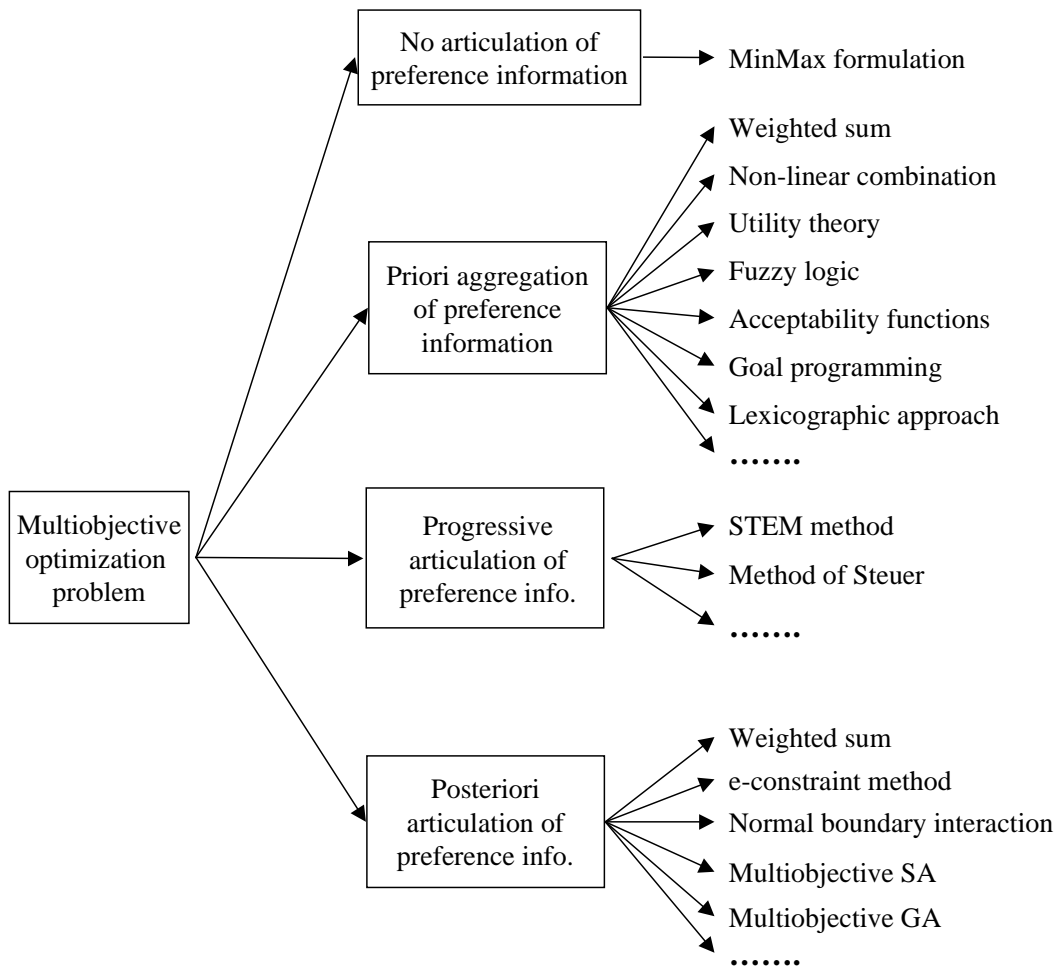 No articulation of
preference information
MinMax formulation
Weighted sum
Non-linear combination
Utility theory
Priori aggregation
of preference
information
Fuzzy logic
Acceptability functions
Goal programming
Lexicographic approach
.......
Multiobjective
optimization
problem
Progressive
articulation of
preference info.
STEM method
Method of Steuer
.......
Posteriori
articulation of
preference info.
Weighted sum
e-constraint method
Normal boundary interaction
Multiobjective SA
Multiobjective GA
.......